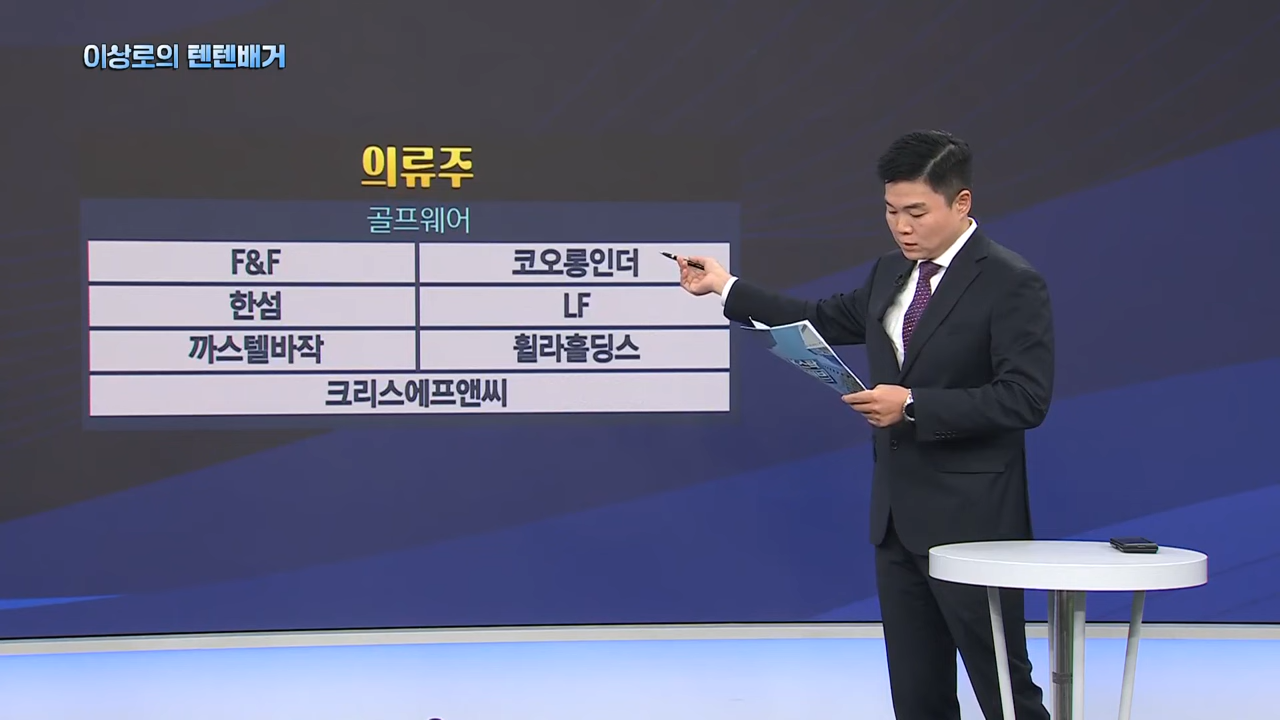 이상로의 텐텐배거
의류주
골프웨어
F&F
코오롱인더
한섬
LF
까스텔바작
휠라홀딩스
크리스에프앤씨